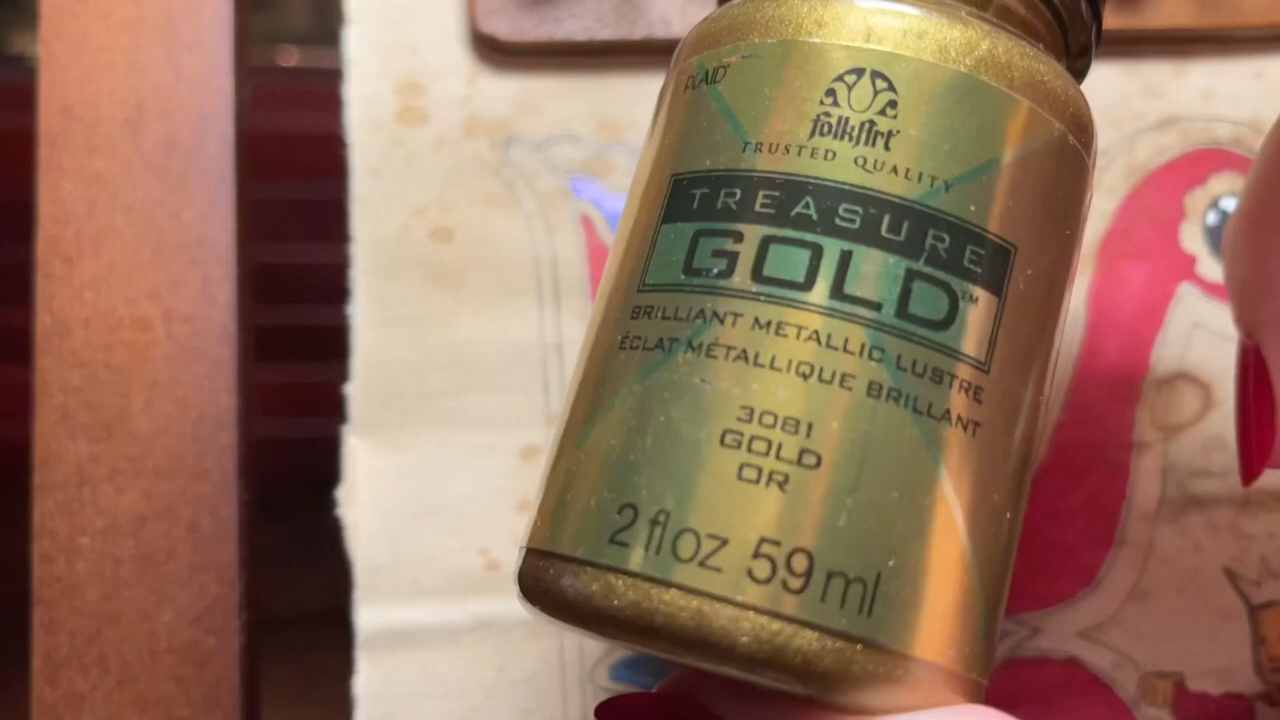 PLAID®
folkArt
TRUSTED QUALITY
TREASURE
GOLD™
BRILLIANT METALLIC LUSTRE
ÉCLAT MÉTALLIQUE BRILLANT
3081
GOLD
OR
2 fl oz 59 ml